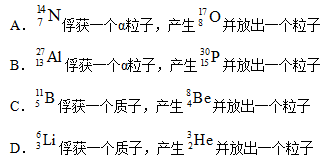 A. ¹⁴₇N俘获一个α粒子，产生¹⁷₈O并放出一个粒子
B. ²⁷₁₃Al俘获一个α粒子，产生³⁰₁₅P并放出一个粒子
C. ¹¹₅B俘获一个质子，产生⁸₄Be并放出一个粒子
D. ⁶₃Li俘获一个质子，产生³₂He并放出一个粒子